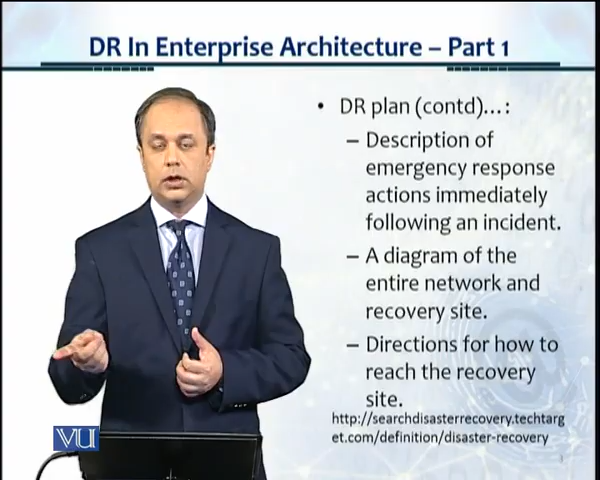 DR In Enterprise Architecture – Part 1
• DR plan (contd)…:
– Description of
emergency response
actions immediately
following an incident.
– A diagram of the
entire network and
recovery site.
– Directions for how to
reach the recovery
site.
http://searchdisasterrecovery.techtarg
et.com/definition/disaster-recovery
VU